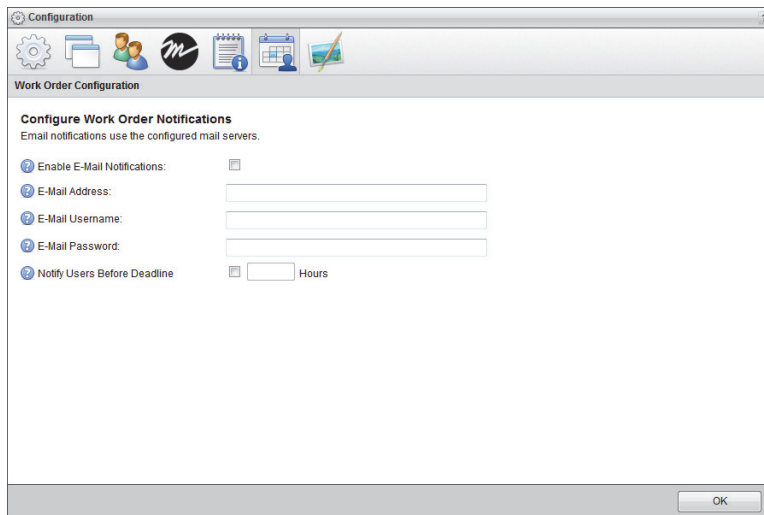 Configuration
Work Order Configuration
Configure Work Order Notifications
Email notifications use the configured mail servers.
Enable E-Mail Notifications:
E-Mail Address:
E-Mail Username:
E-Mail Password:
Notify Users Before Deadline Hours
OK